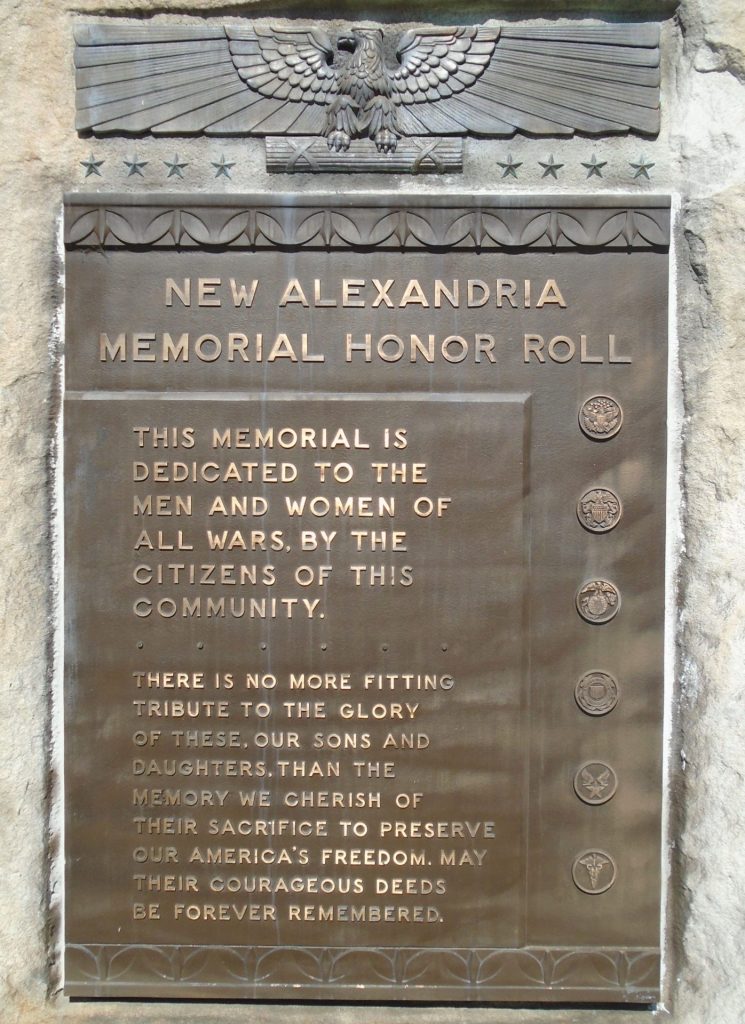 NEW ALEXANDRIA
MEMORIAL HONOR ROLL
THIS MEMORIAL IS
DEDICATED TO THE
MEN AND WOMEN OF
ALL WARS, BY THE
CITIZENS OF THIS
COMMUNITY.
THERE IS NO MORE FITTING
TRIBUTE TO THE GLORY
OF THESE, OUR SONS AND
DAUGHTERS, THAN THE
MEMORY WE CHERISH OF
THEIR SACRIFICE TO PRESERVE
OUR AMERICA'S FREEDOM. MAY
THEIR COURAGEOUS DEEDS
BE FOREVER REMEMBERED.